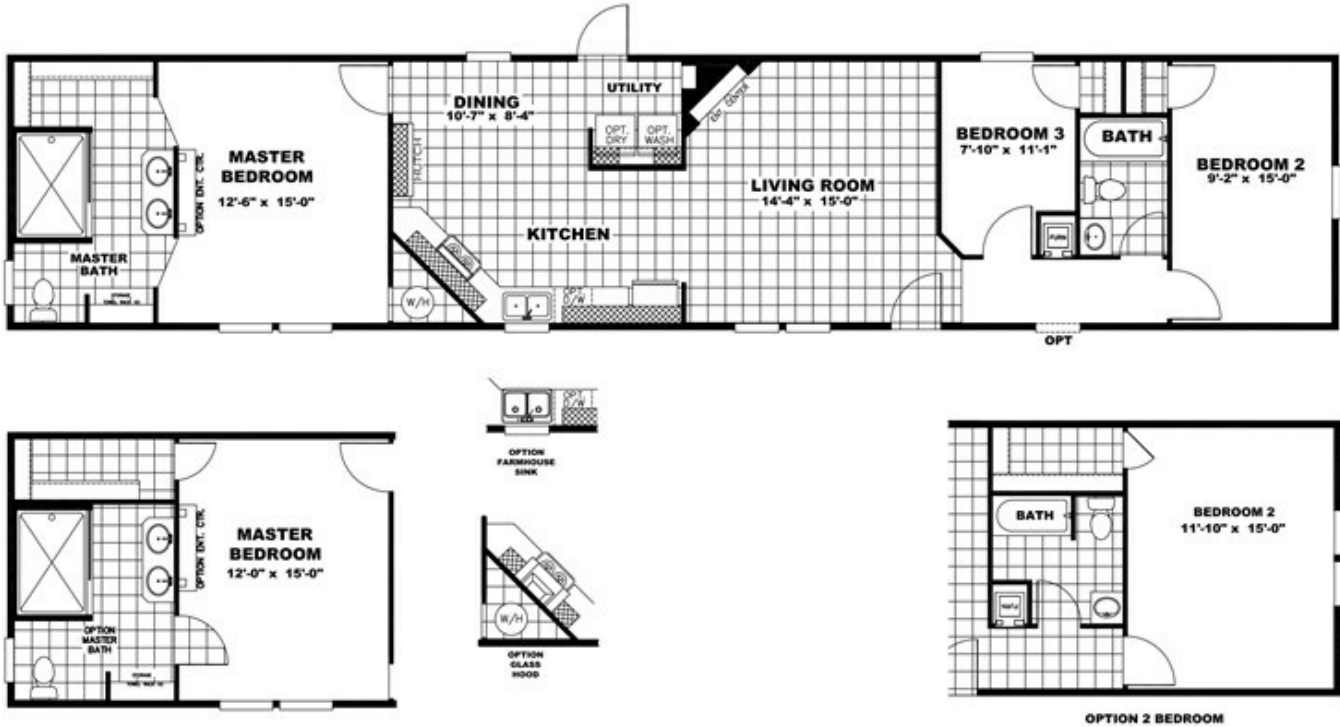 MASTER
BEDROOM
12'-6" x 15'-0"
OPTION ENT. CTR.
MASTER
BATH
STORAGE
DINING
10'-7" x 8'-4"
HUTCH
UTILITY
OPT.
DRY
OPT.
WASH
ENT. CENTER
KITCHEN
W/H
OPT.
D/W
LIVING ROOM
14'-4" x 15'-0"
BEDROOM 3
7'-10" x 11'-1"
FURN
BATH
BEDROOM 2
9'-2" x 15'-0"
OPT
MASTER
BEDROOM
12'-0" x 15'-0"
OPTION ENT. CTR.
OPTION
MASTER
BATH
STORAGE
OPT.
D/W
OPTION
FARMHOUSE
SINK
W/H
OPTION
GLASS
HOOD
BATH
BEDROOM 2
11'-10" x 15'-0"
OPTION 2 BEDROOM